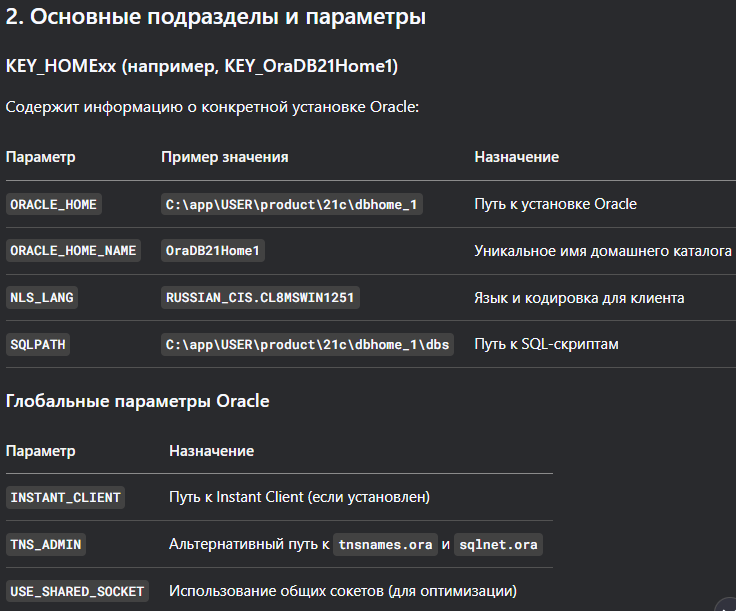 2. Основные подразделы и параметры
KEY_HOMExx (например, KEY_OraDB21Home1)
Содержит информацию о конкретной установке Oracle:
Параметр Пример значения Назначение
ORACLE_HOME C:\app\USER\product\21c\dbhome_1 Путь к установке Oracle
ORACLE_HOME_NAME OraDB21Home1 Уникальное имя домашнего каталога
NLS_LANG RUSSIAN_CIS.CL8MSWIN1251 Язык и кодировка для клиента
SQLPATH C:\app\USER\product\21c\dbhome_1\dbs Путь к SQL-скриптам
Глобальные параметры Oracle
Параметр Назначение
INSTANT_CLIENT Путь к Instant Client (если установлен)
TNS_ADMIN Альтернативный путь к tnsnames.ora и sqlnet.ora
USE_SHARED_SOCKET Использование общих сокетов (для оптимизации)